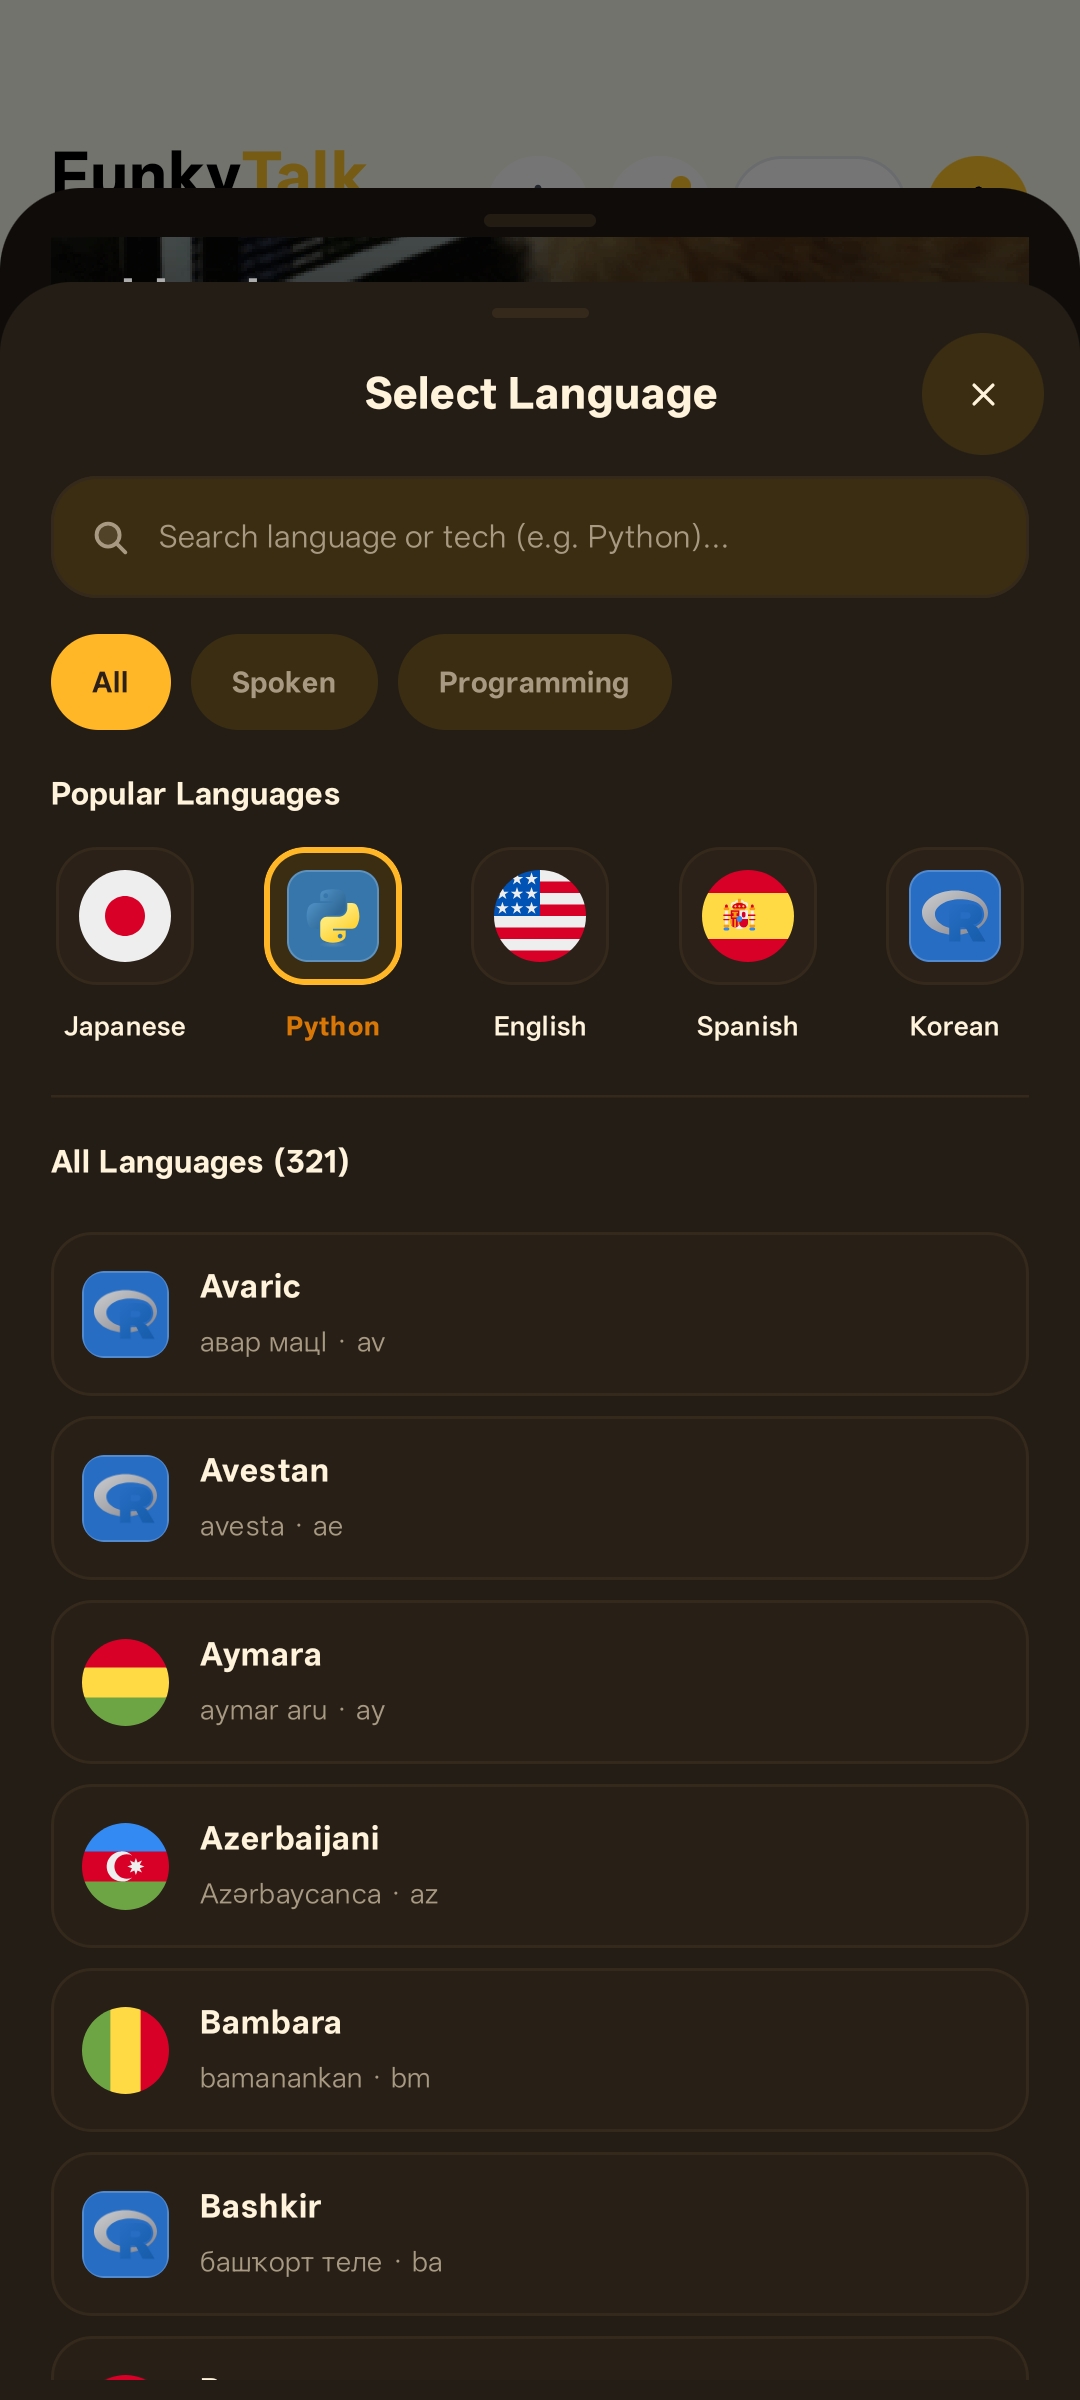 FunkyTalk
Select Language
Search language or tech (e.g. Python)...
All
Spoken
Programming
Popular Languages
Japanese
Python
English
Spanish
Korean
All Languages (321)
Avaric
авар мацӀ · av
Avestan
avesta · ae
Aymara
aymar aru · ay
Azerbaijani
Azərbaycanca · az
Bambara
bamanankan · bm
Bashkir
башҡорт теле · ba